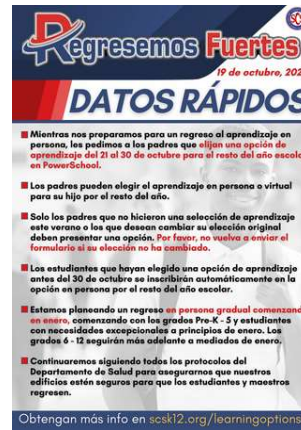 SC
Regresemos Fuertes
19 de octubre, 202
DATOS RÁPIDOS
Mientras nos preparamos para un regreso al aprendizaje en
persona, les pedimos a los padres que elijan una opción de
aprendizaje del 21 al 30 de octubre para el resto del año escola
en PowerSchool.
Los padres pueden elegir el aprendizaje en persona o virtual
para su hijo por el resto del año.
Solo los padres que no hicieron una selección de aprendizaje
este verano o los que desean cambiar su elección original
deben presentar una opción. Por favor, no vuelva a enviar el
formulario si su elección no ha cambiado.
Los estudiantes que hayan elegido una opción de aprendizaje
antes del 30 de octubre se inscribirán automáticamente en la
opción en persona por el resto del año escolar.
Estamos planeando un regreso en persona gradual comenzand
en enero, comenzando con los grados Pre-K - 5 y estudiantes
con necesidades excepcionales a principios de enero. Los
grados 6 - 12 seguirán más adelante a mediados de enero.
Continuaremos siguiendo todos los protocolos del
Departamento de Salud para asegurarnos que nuestros
edificios estén seguros para que los estudiantes y maestros
regresen.
Obtengan más info en scsk12.org/learningoptions